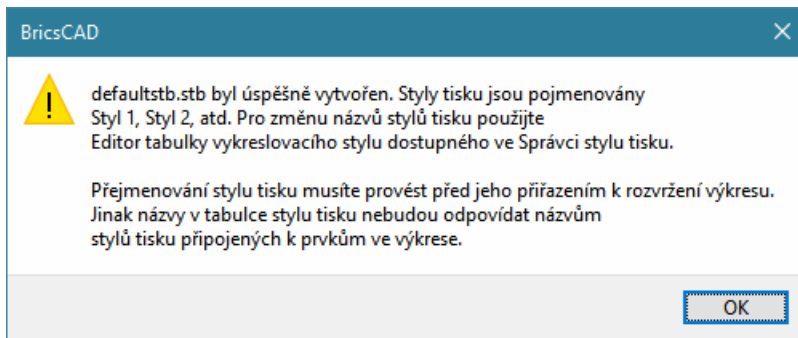 BricsCAD
defaultstb.stb byl úspěšně vytvořen. Styly tisku jsou pojmenovány
Styl 1, Styl 2, atd. Pro změnu názvů stylů tisku použijte
Editor tabulky vykreslovacího stylu dostupného ve Správci stylu tisku.
Přejmenování stylu tisku musíte provést před jeho přiřazením k rozvržení výkresu.
Jinak názvy v tabulce stylu tisku nebudou odpovídat názvům
stylů tisku připojených k prvkům ve výkrese.
OK